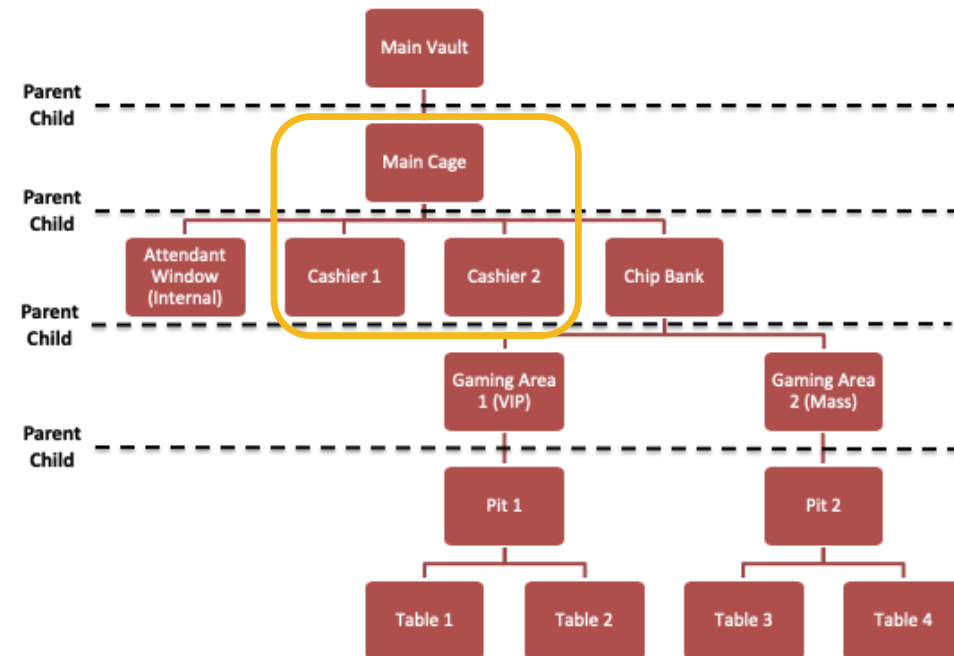 Main Vault
Parent
Child
Main Cage
Parent
Child
Attendant
Window
(Internal)
Cashier 1
Cashier 2
Chip Bank
Parent
Child
Gaming Area
1 (VIP)
Gaming Area
2 (Mass)
Parent
Child
Pit 1
Pit 2
Table 1
Table 2
Table 3
Table 4